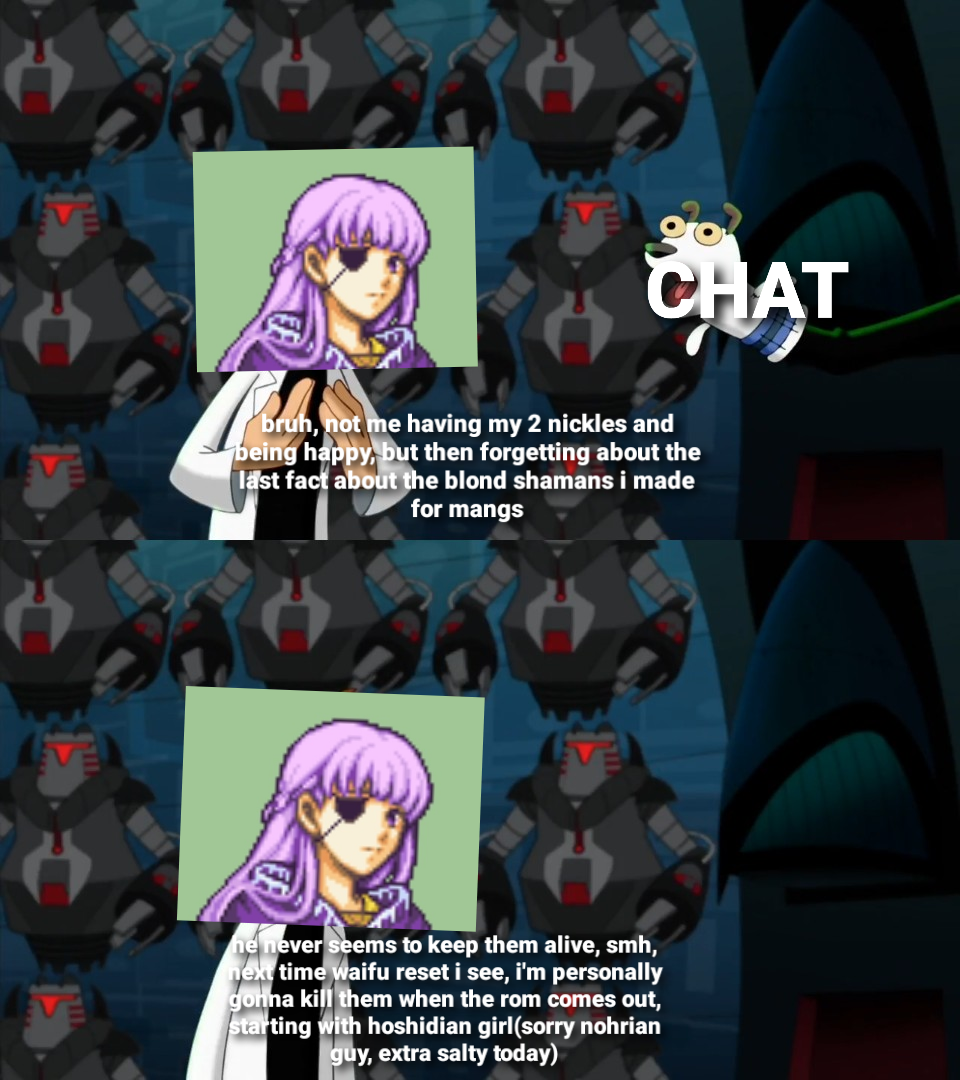 CHAT
bruh, not me having my 2 nickles and
being happy, but then forgetting about the
last fact about the blond shamans i made
for mangs
he never seems to keep them alive, smh,
next time waifu reset i see, i'm personally
gonna kill them when the rom comes out,
starting with hoshidian girl(sorry nohrian
guy, extra salty today)